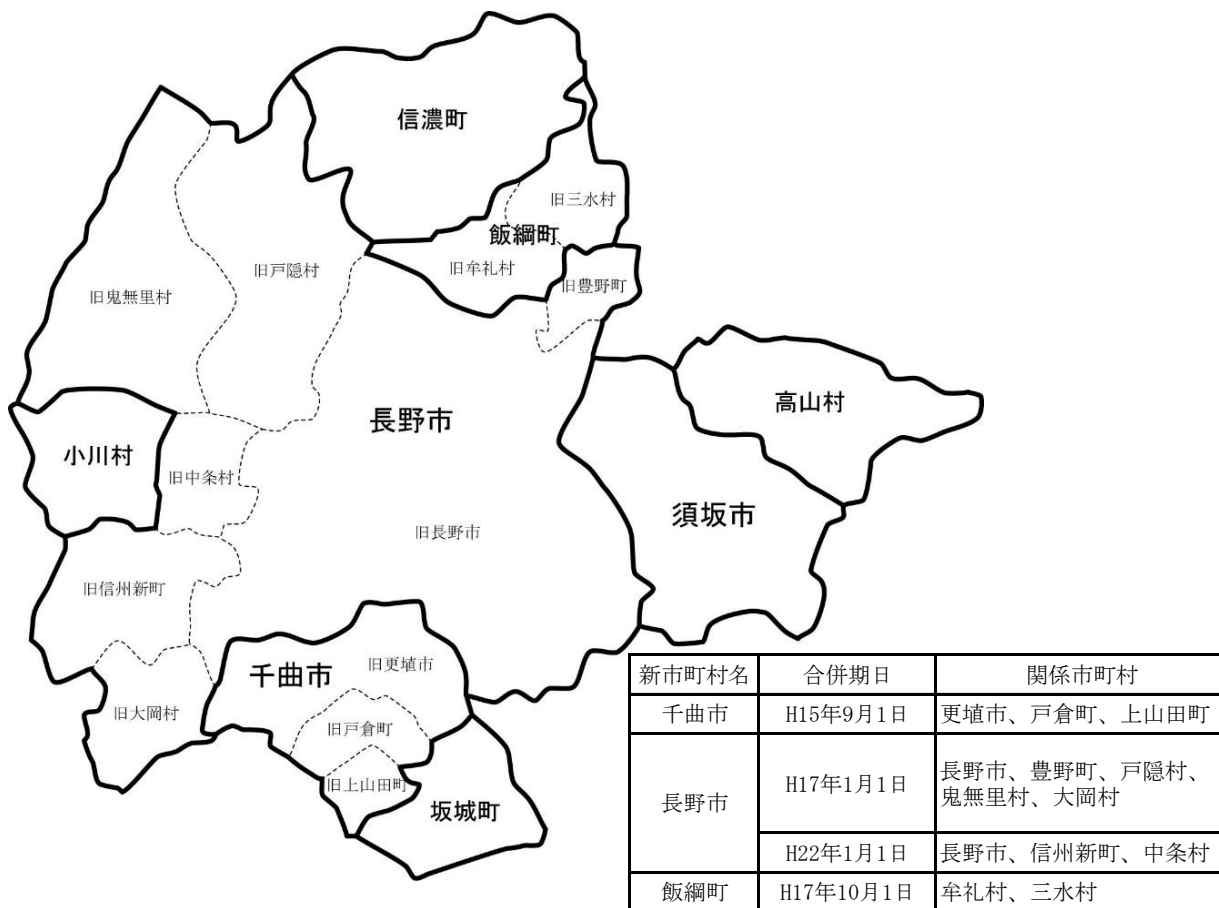 信濃町
旧三水村
飯綱町
旧戸隠村
旧牟礼村
旧豊野町
旧鬼無里村
高山村
長野市
小川村
旧中条村
須坂市
旧長野市
旧信州新町
旧更埴市
千曲市
旧大岡村
旧戸倉町
旧上山田町
坂城町
新市町村名 合併期日 関係市町村
千曲市 H15年9月1日 更埴市、戸倉町、上山田町
長野市 H17年1月1日 長野市、豊野町、戸隠村、
鬼無里村、大岡村
H22年1月1日 長野市、信州新町、中条村
飯綱町 H17年10月1日 牟礼村、三水村